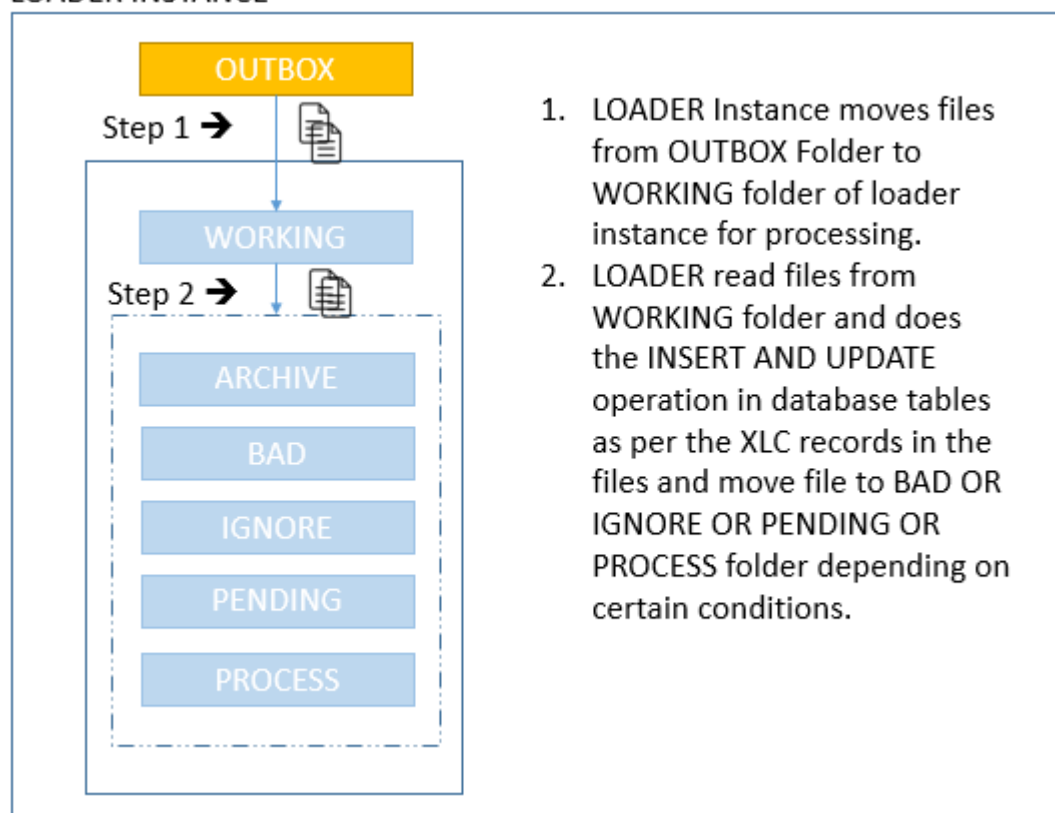 LOADER INSTANCE
OUTBOX
Step 1 ➔
WORKING
Step 2 ➔
ARCHIVE
BAD
IGNORE
PENDING
PROCESS
1. LOADER Instance moves files
from OUTBOX Folder to
WORKING folder of loader
instance for processing.
2. LOADER read files from
WORKING folder and does
the INSERT AND UPDATE
operation in database tables
as per the XLC records in the
files and move file to BAD OR
IGNORE OR PENDING OR
PROCESS folder depending on
certain conditions.